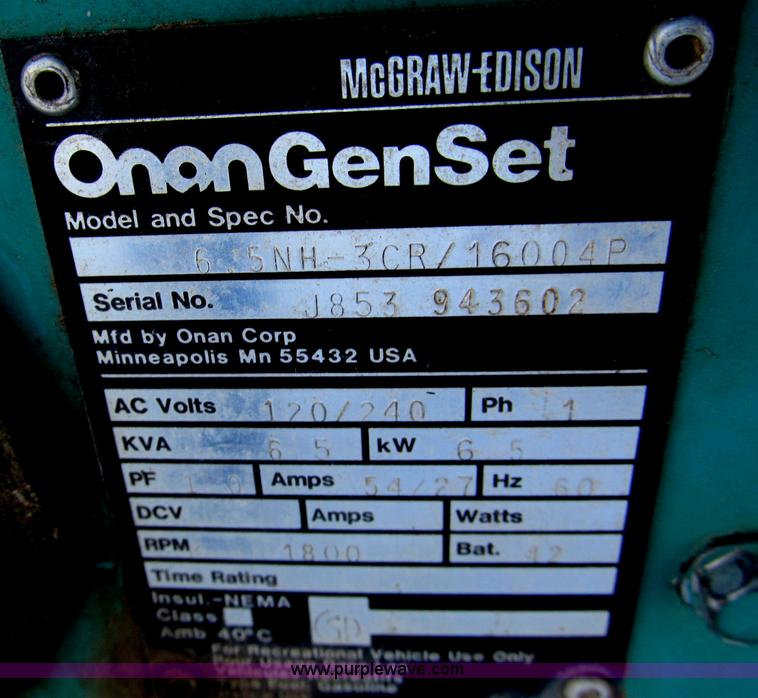 McGRAW-EDISON
Onan GenSet
Model and Spec No.
6.5NH-3CR/16004P
Serial No. J853 943602
Mfd by Onan Corp
Minneapolis Mn 55432 USA
AC Volts 120/240 Ph 1
KVA 6.5 kW 6.5
PF 1.0 Amps 54/27 Hz 60
DCV Amps Watts
RPM 1800 Bat. 12
Time Rating
Insul.-NEMA
Class
Amb 40°C
For Recreational Vehicle Use Only
www.purplewave.com
Gasoline